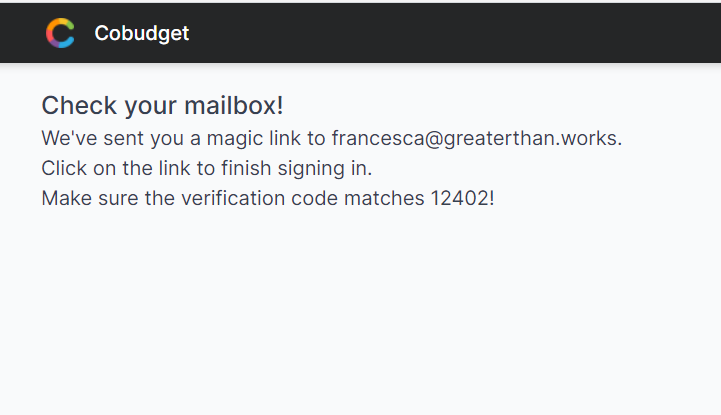 Cobudget
Check your mailbox!
We've sent you a magic link to francesca@greaterthan.works.
Click on the link to finish signing in.
Make sure the verification code matches 12402!